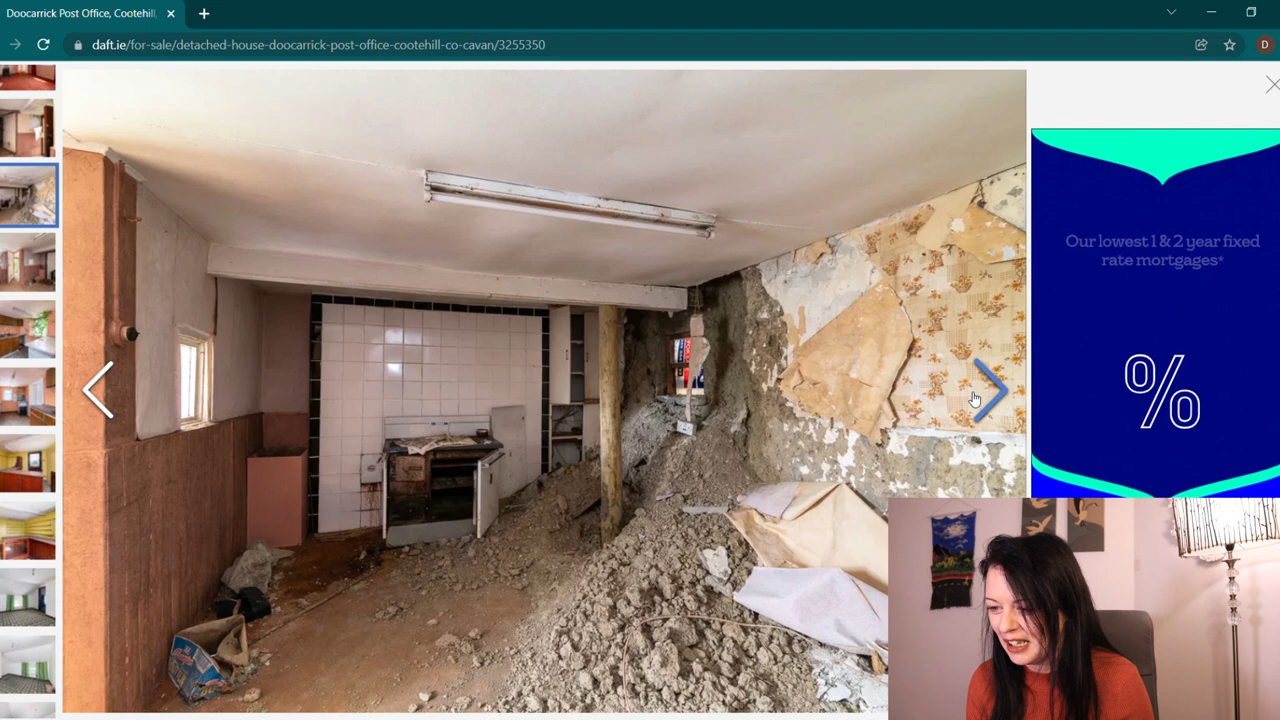 Doocarrick Post Office, Cootehill,
daft.ie/for-sale/detached-house-doocarrick-post-office-cootehill-co-cavan/3255350
D
Our lowest 1 & 2 year fixed
rate mortgages*
%